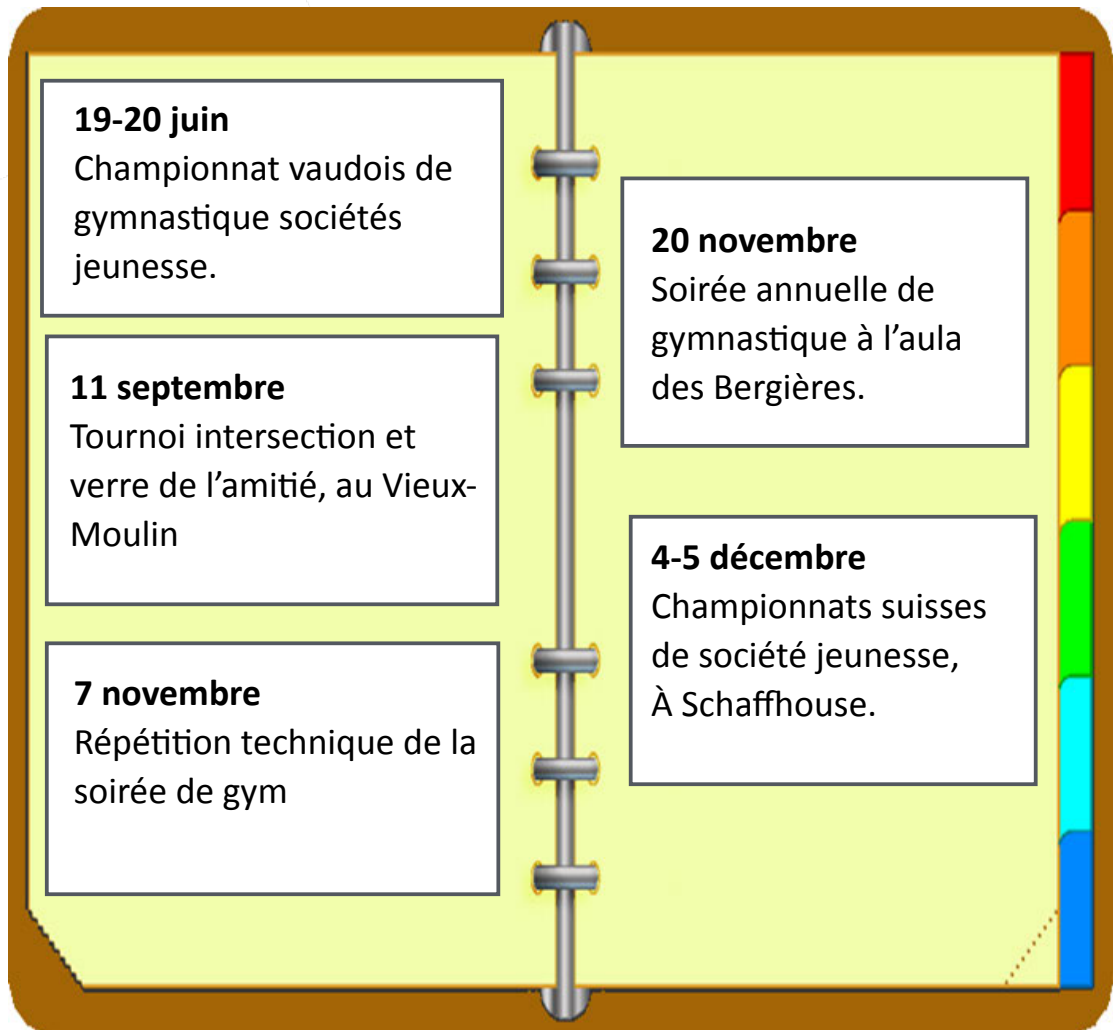 19-20 juin
Championnat vaudois de
gymnastique sociétés
jeunesse.
11 septembre
Tournoi intersection et
verre de l’amitié, au Vieux-
Moulin
7 novembre
Répétition technique de la
soirée de gym
20 novembre
Soirée annuelle de
gymnastique à l’aula
des Bergières.
4-5 décembre
Championnats suisses
de société jeunesse,
À Schaffhouse.